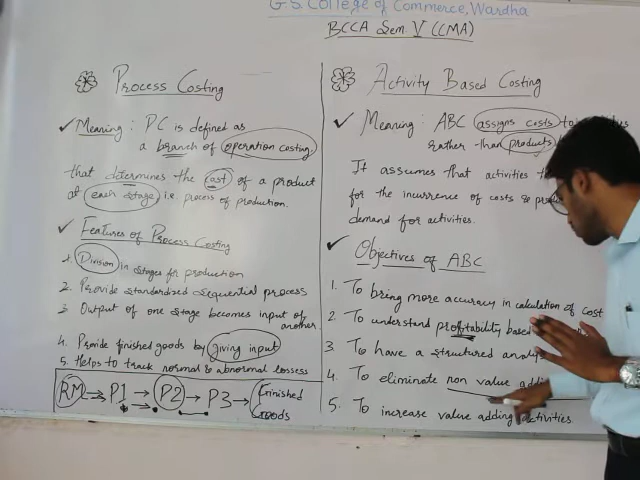 G.S. College of Commerce, Wardha
BCCA Sem V (CMA)
Process Costing
✓ Meaning: PC is defined as
a branch of operation costing,
that determines the cost of a product
at each stage i.e process of production.
✓ Features of Process Costing
1. Division in stages for production
2. Provide standardized sequential process
3 Output of one stage becomes input of
another.
4. Provide finished goods by giving input
5. Helps to track normal & abnormal lossess
RM → P1 → P2 → P3 → Finished
Goods
Activity Based Costing
✓ Meaning: ABC assigns costs to
rather than products
It assumes that activities
for the incurrence of costs &
demand for activities.
✓ Objectives of ABC
1. To bring more accuracy in calculation of cost
2. To understand profitability based
3. To have a structured
4. To eliminate non value
5. To increase value adding activities.